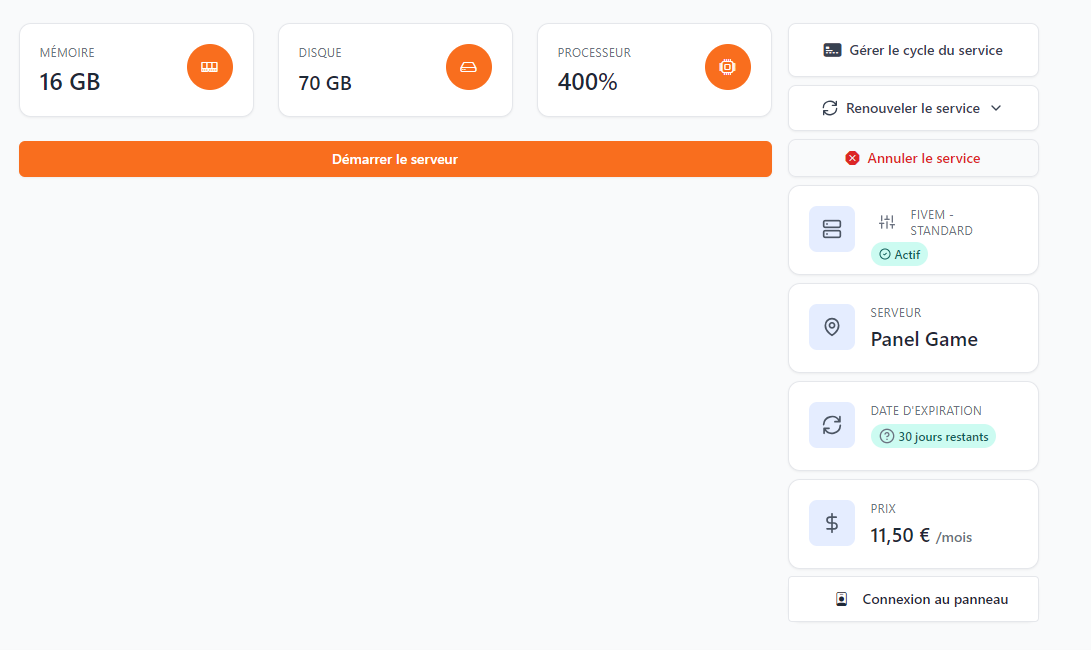 MÉMOIRE
16 GB
DISQUE
70 GB
PROCESSEUR
400%
Démarrer le serveur
Gérer le cycle du service
Renouveler le service
Annuler le service
FIVEM -
STANDARD
Actif
SERVEUR
Panel Game
DATE D'EXPIRATION
30 jours restants
PRIX
11,50 € /mois
Connexion au panneau